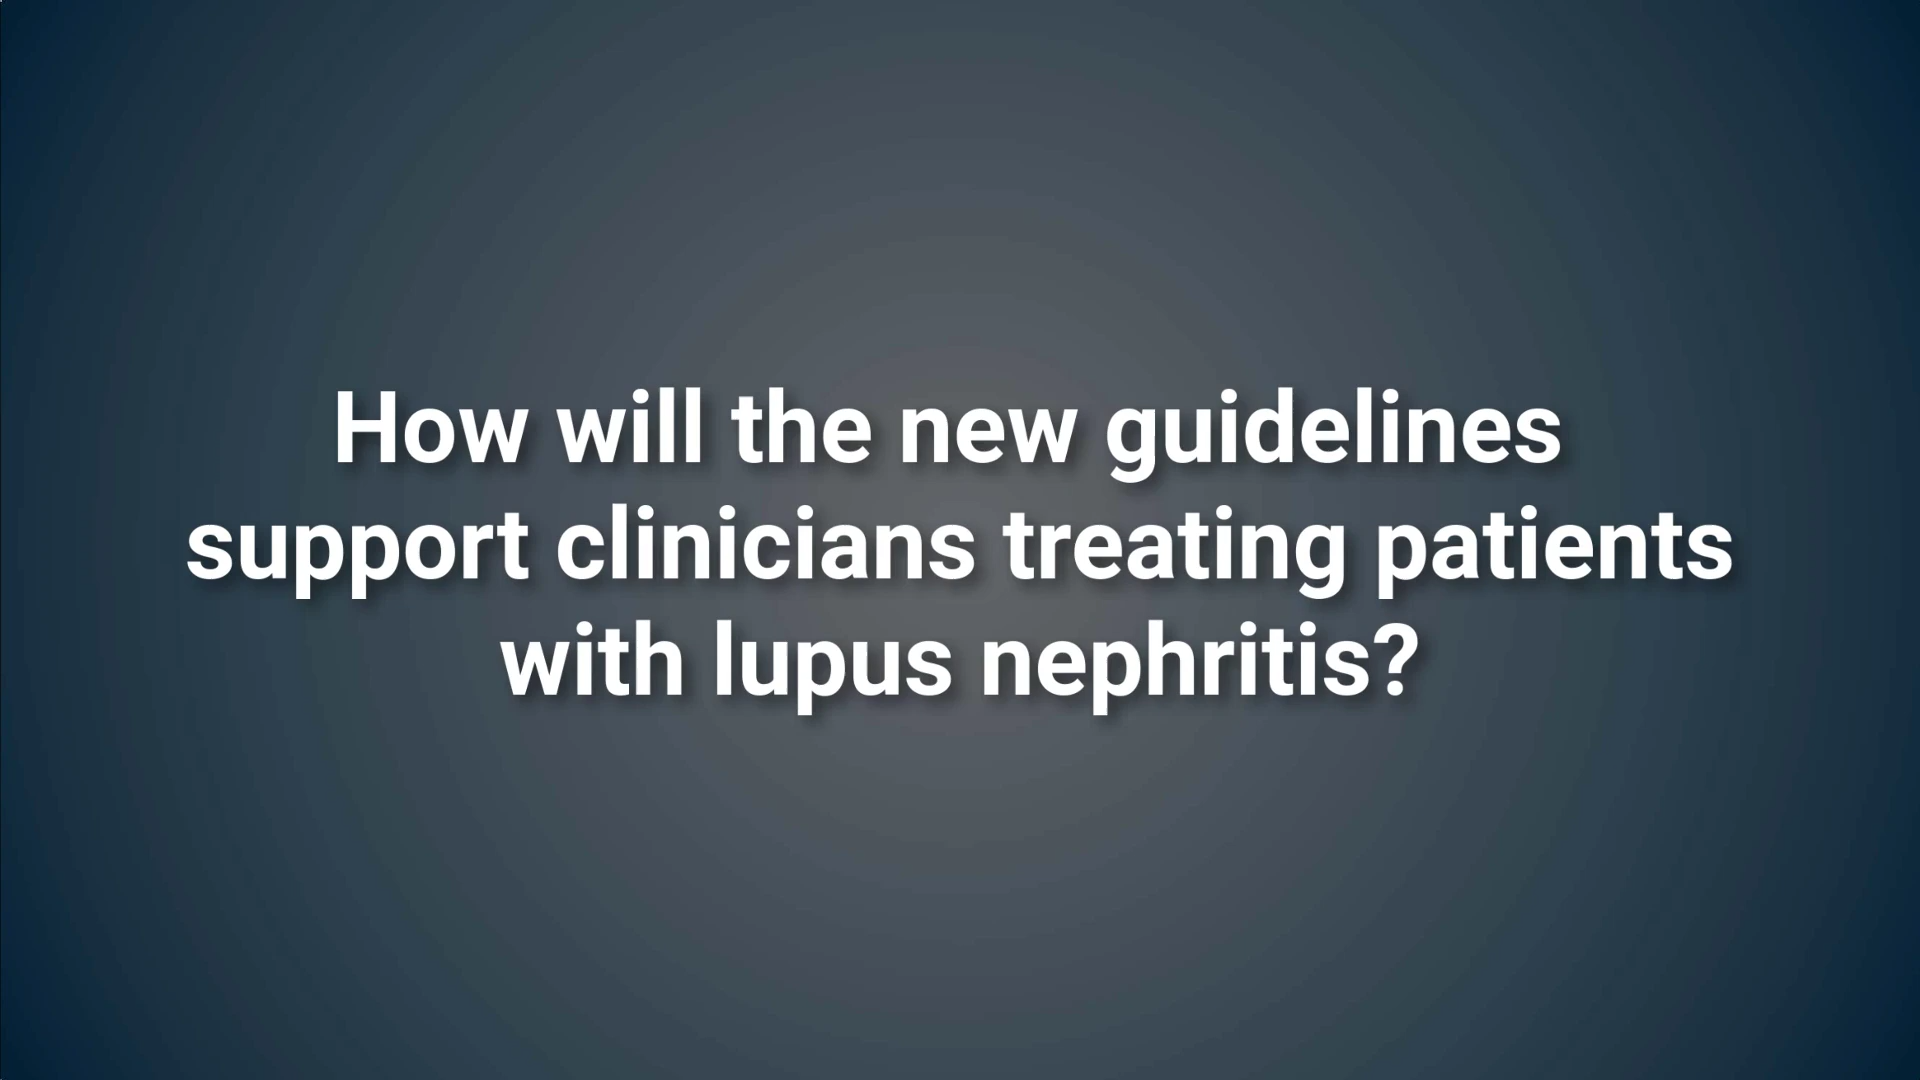 How will the new guidelines
support clinicians treating patients
with lupus nephritis?